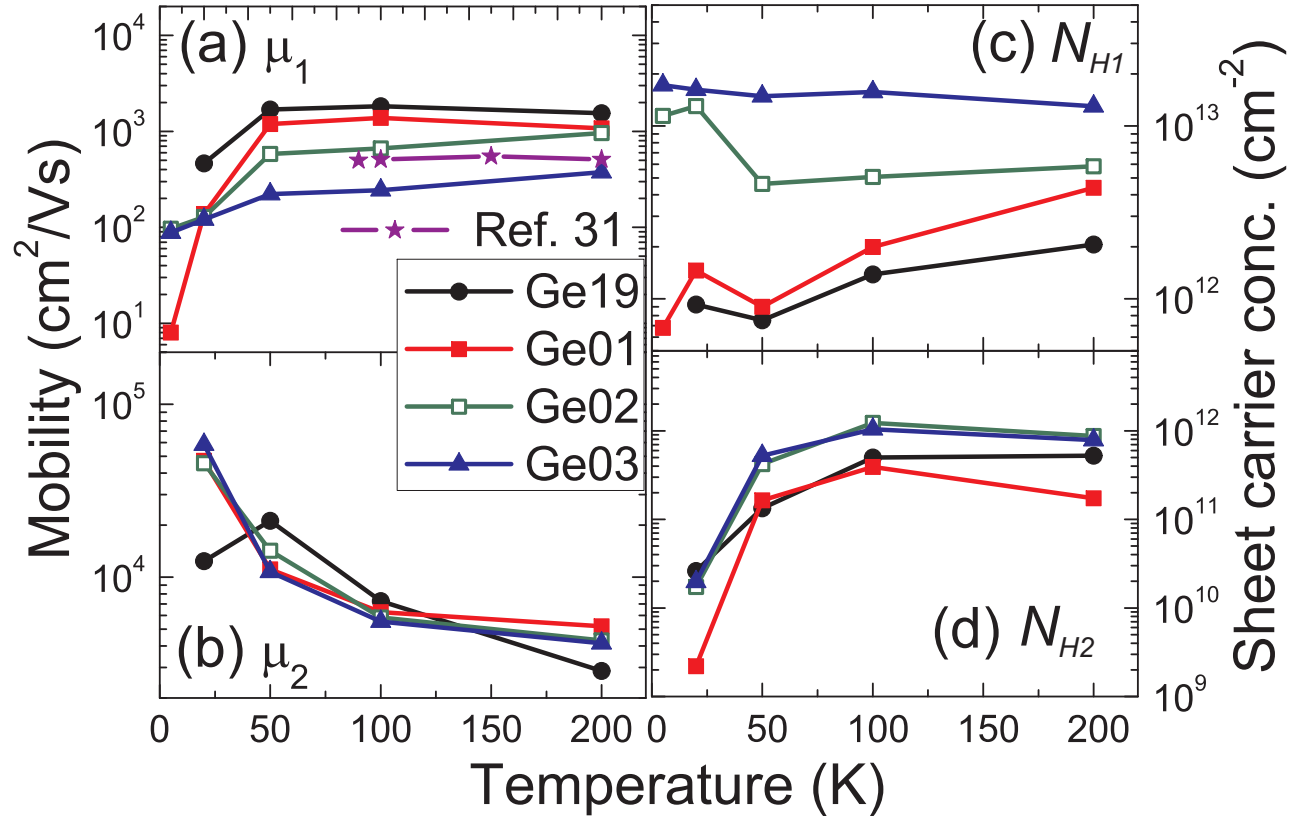 Mobility (cm²/Vs)
10⁴
10³
10²
10¹
(a) μ₁
Ref. 31
Ge19
Ge01
Ge02
Ge03
10⁵
10⁴
(b) μ₂
0 50 100 150 200
(c) N_H1
10¹³
10¹²
(d) N_H2
10¹²
10¹¹
10¹⁰
10⁹
0 50 100 150 200
Sheet carrier conc. (cm⁻²)
Temperature (K)